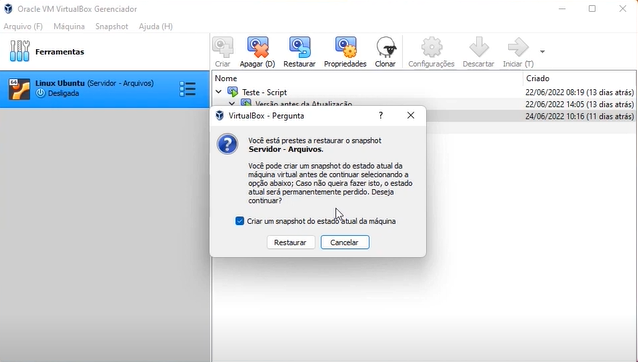 Oracle VM VirtualBox Gerenciador
Arquivo (F) Máquina Snapshot Ajuda (H)
Ferramentas
Criar Apagar (D) Restaurar Propriedades Clonar Configurações Descartar Iniciar (T)
Linux Ubuntu (Servidor - Arquivos)
Desligada
Nome Criado
Teste - Script 22/06/2022 08:19 (13 dias atrás)
Versão antes da Atualização 22/06/2022 14:05 (13 dias atrás)
24/06/2022 10:16 (11 dias atrás)
VirtualBox - Pergunta
Você está prestes a restaurar o snapshot
Servidor - Arquivos.
Você pode criar um snapshot do estado atual da
máquina virtual antes de continuar selecionando a
opção abaixo; Caso não queira fazer isto, o estado
atual será permanentemente perdido. Deseja
continuar?
Criar um snapshot do estado atual da máquina
Restaurar Cancelar